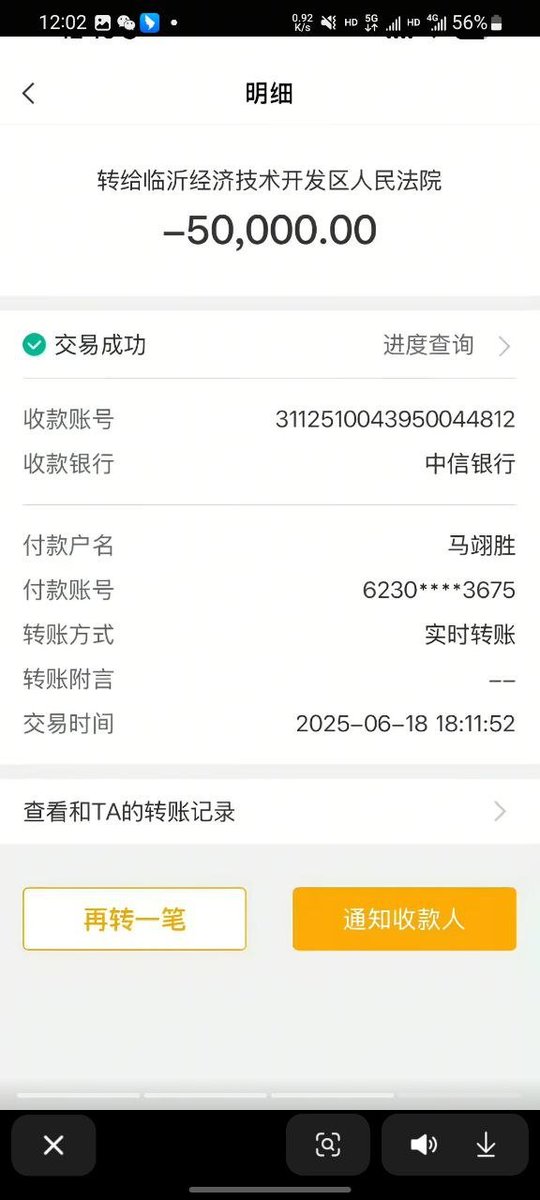 12:02
0.92 K/s HD 5G HD 4G 56%
明细
转给临沂经济技术开发区人民法院
-50,000.00
交易成功 进度查询
收款账号 3112510043950044812
收款银行 中信银行
付款户名 马翊胜
付款账号 6230****3675
转账方式 实时转账
转账附言 --
交易时间 2025-06-18 18:11:52
查看和TA的转账记录
再转一笔 通知收款人